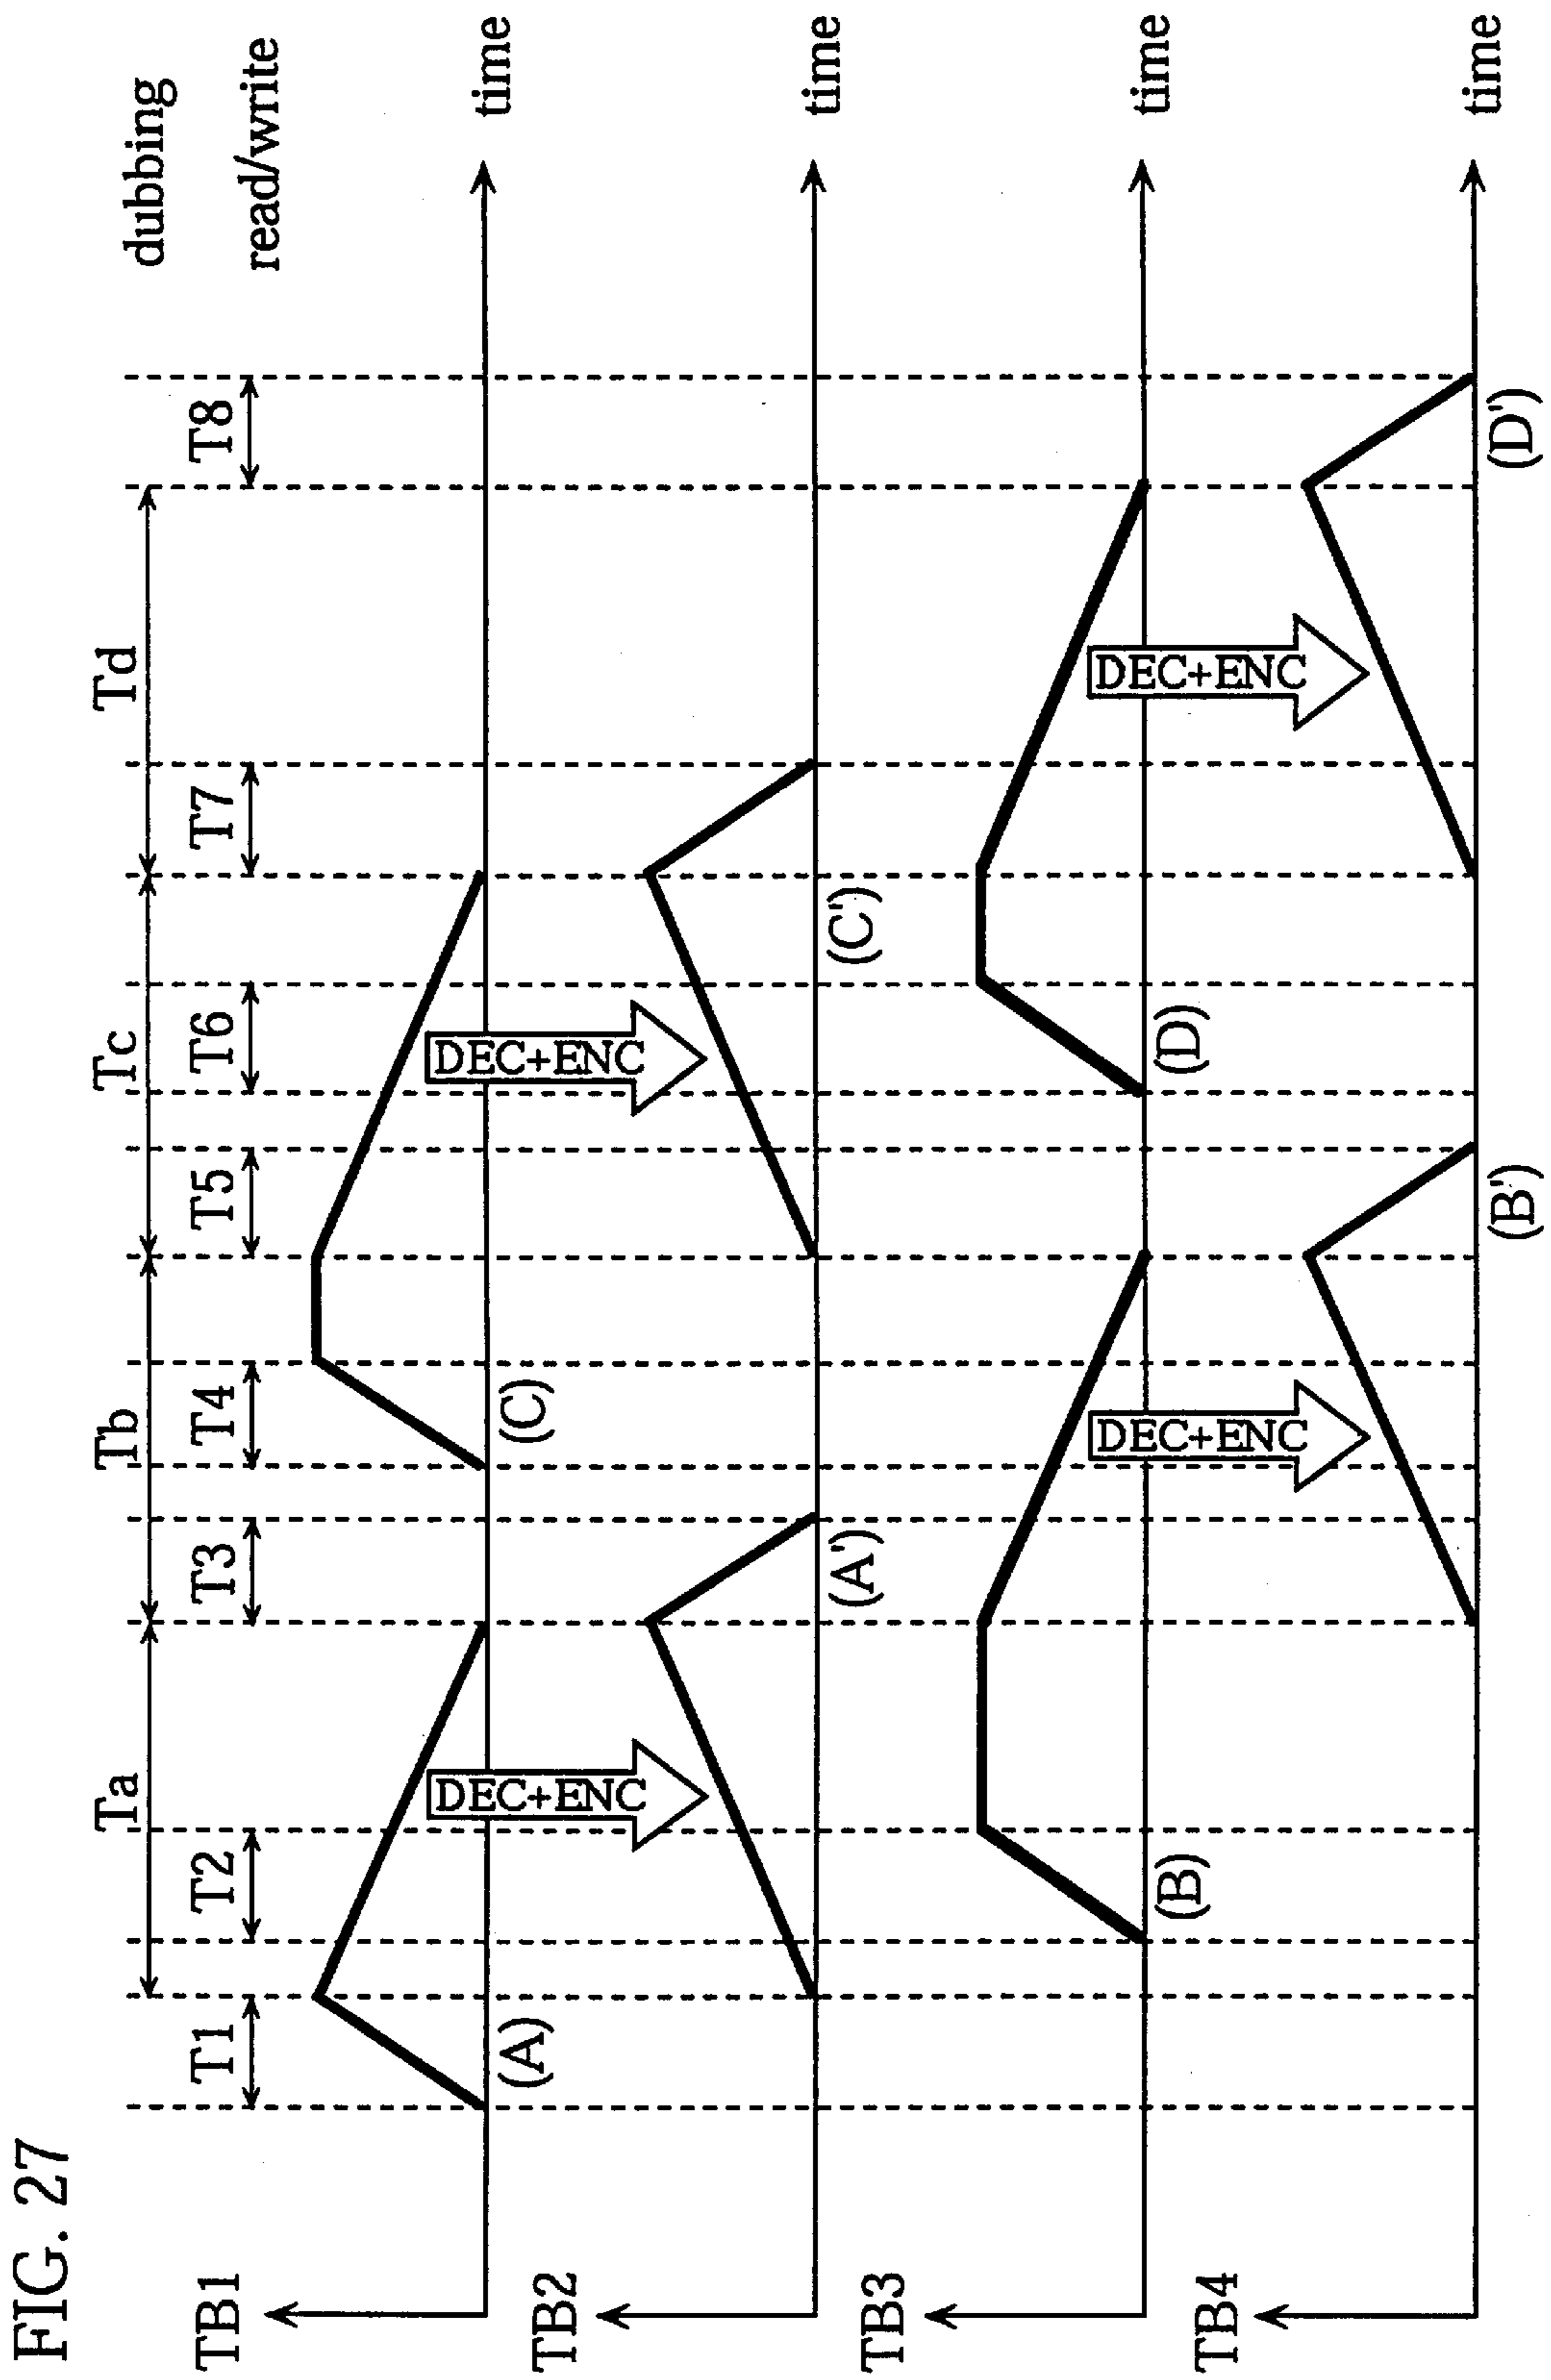 FIG. 27
Ta Tb Tc Td dubbing
T1 T2 T3 T4 T5 T6 T7 T8 read/write
TB1
DEC+ENC DEC+ENC
(A) (C) time
TB2
(A') (C') time
TB3
DEC+ENC DEC+ENC
(B) (D) time
TB4
(B') (D') time